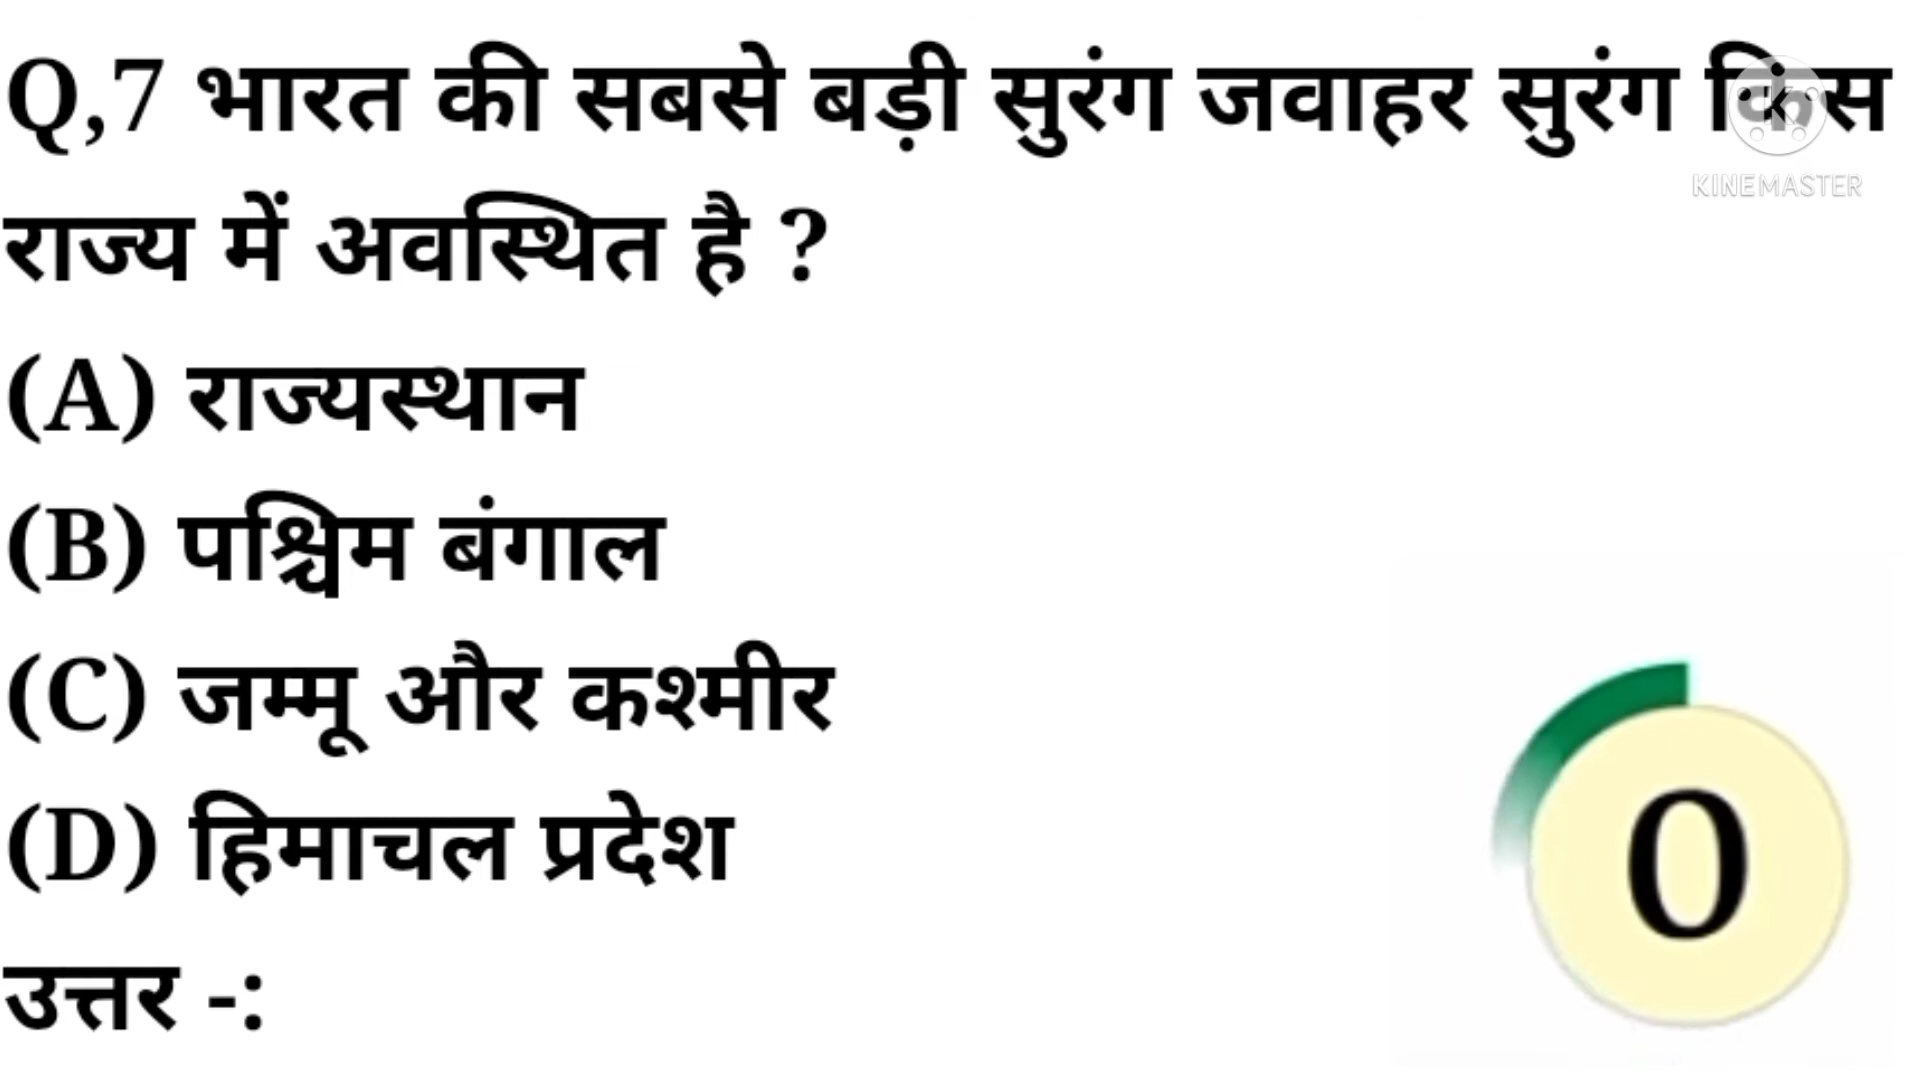 Q,7 भारत की सबसे बड़ी सुरंग जवाहर सुरंग किस
KINEMASTER
राज्य में अवस्थित है ?
(A) राज्यस्थान
(B) पश्चिम बंगाल
(C) जम्मू और कश्मीर
(D) हिमाचल प्रदेश
0
उत्तर -: